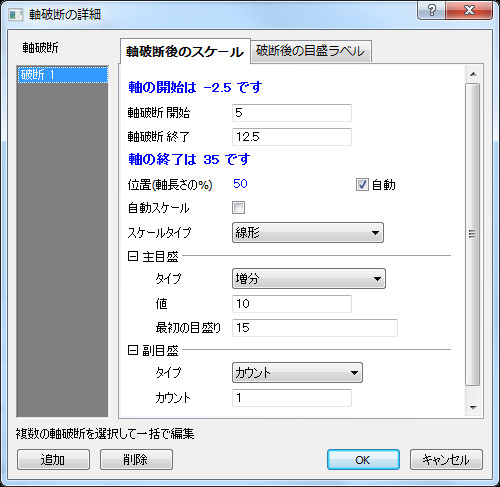 軸破断の詳細
軸破断
破断 1
軸破断後のスケール
破断後の目盛ラベル
軸の開始は -2.5 です
軸破断 開始 5
軸破断 終了 12.5
軸の終了は 35 です
位置(軸長さの%) 50 自動
自動スケール
スケールタイプ 線形
主目盛
タイプ 増分
値 10
最初の目盛り 15
副目盛
タイプ カウント
カウント 1
複数の軸破断を選択して一括で編集
追加 削除 OK キャンセル